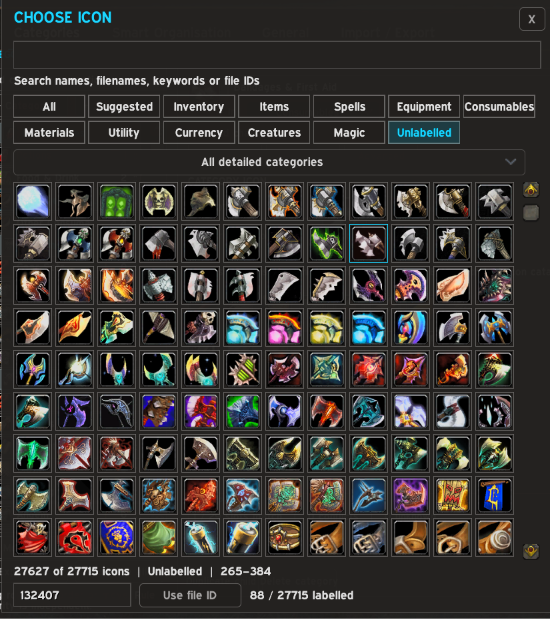 CHOOSE ICON
X
Search names, filenames, keywords or file IDs
All
Suggested
Inventory
Items
Spells
Equipment
Consumables
Materials
Utility
Currency
Creatures
Magic
Unlabelled
All detailed categories
27627 of 27715 icons | Unlabelled | 265-384
132407
Use file ID
88 / 27715 labelled